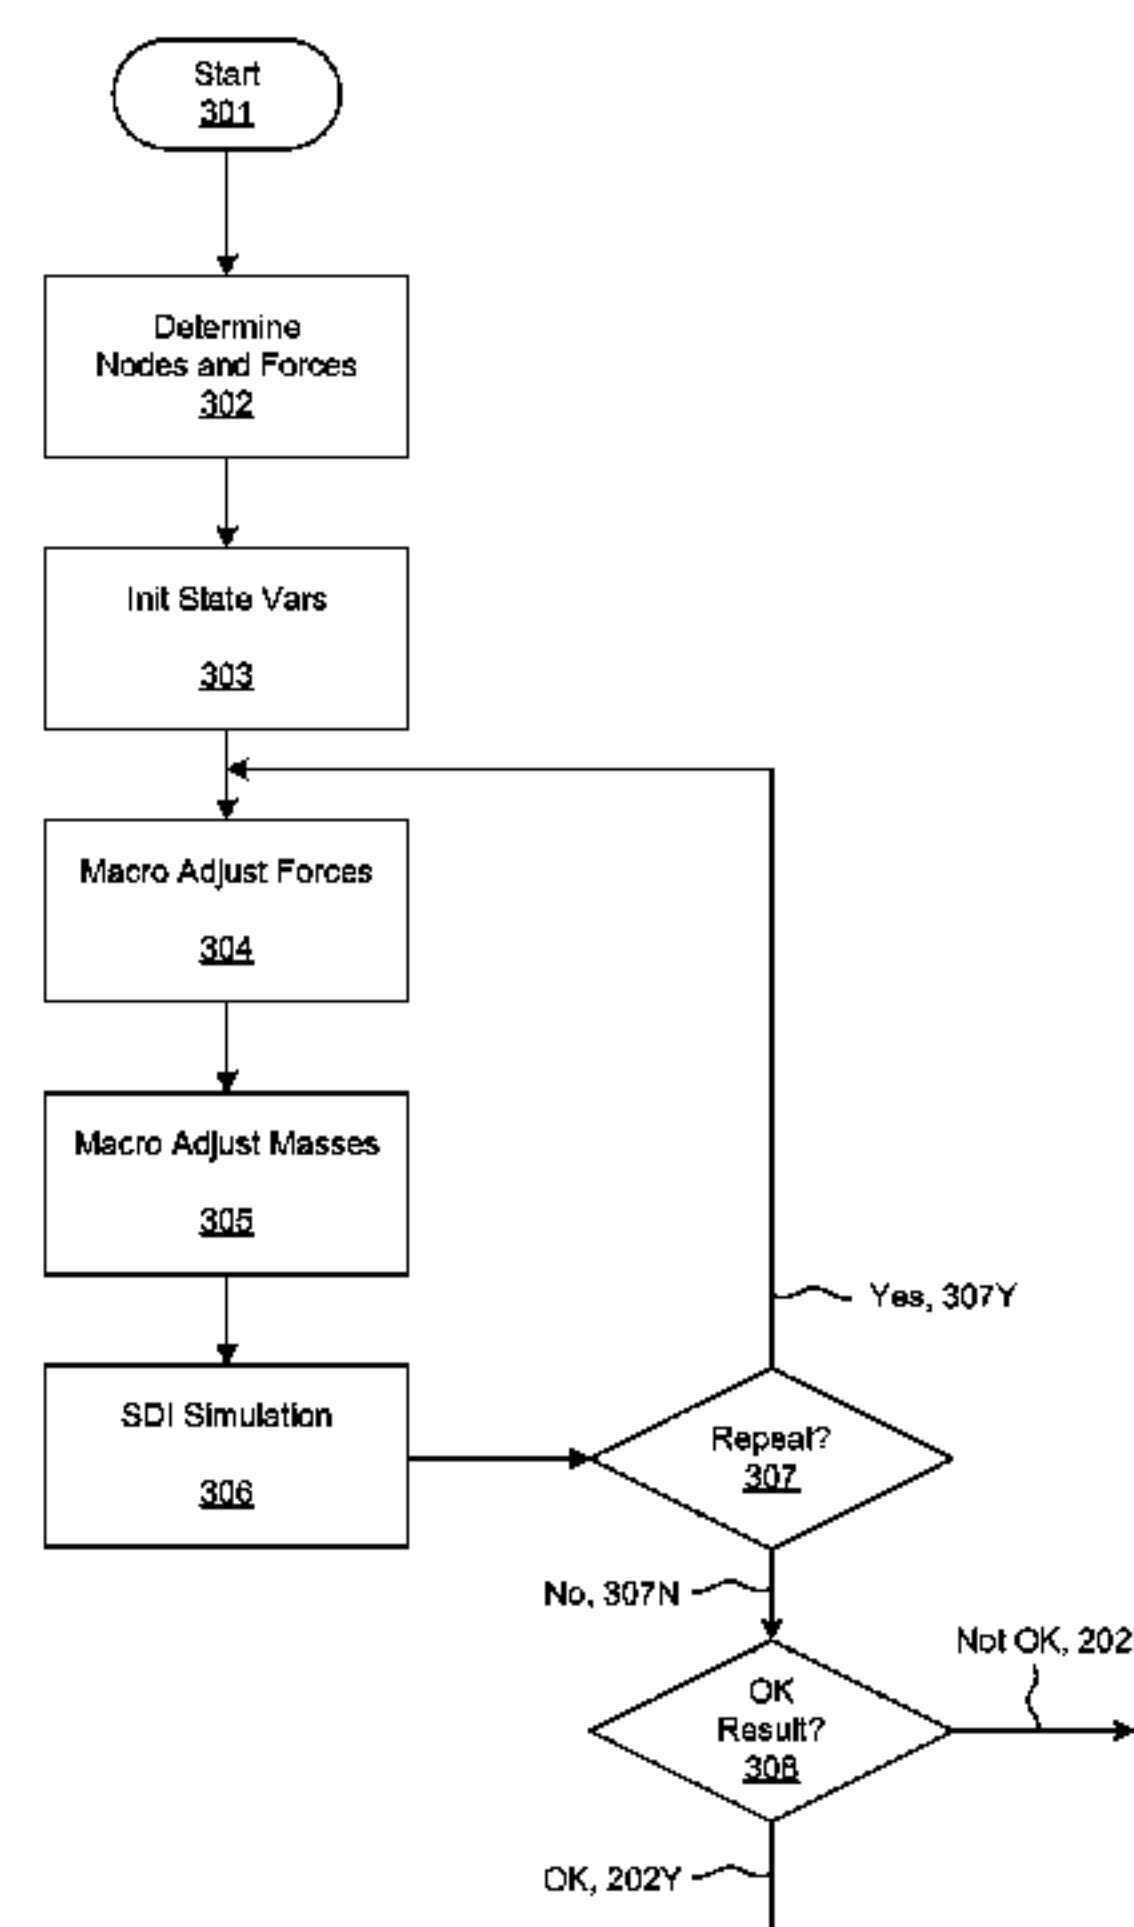 Start
301
Determine
Nodes and Forces
302
Init State Vars
303
Macro Adjust Forces
304
Macro Adjust Masses
305
Yes, 307Y
SDI Simulation
306
Repeat?
307
No, 307N
Not OK, 202
OK
Result?
308
OK, 202Y